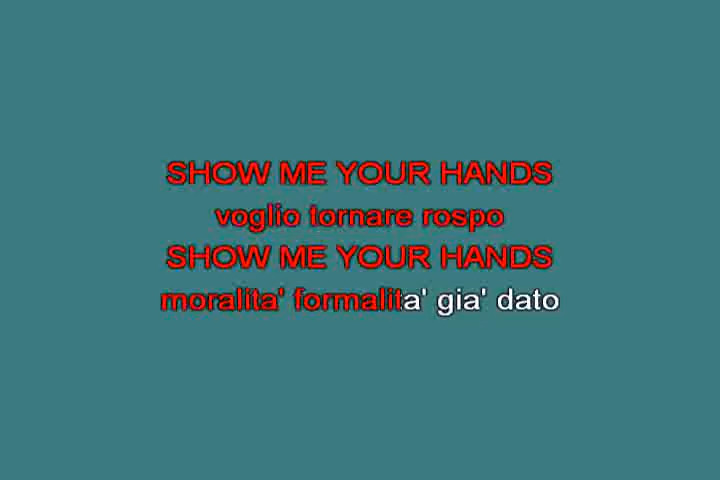 SHOW ME YOUR HANDS
voglio tornare rospo
SHOW ME YOUR HANDS
moralita' formalita' gia' dato